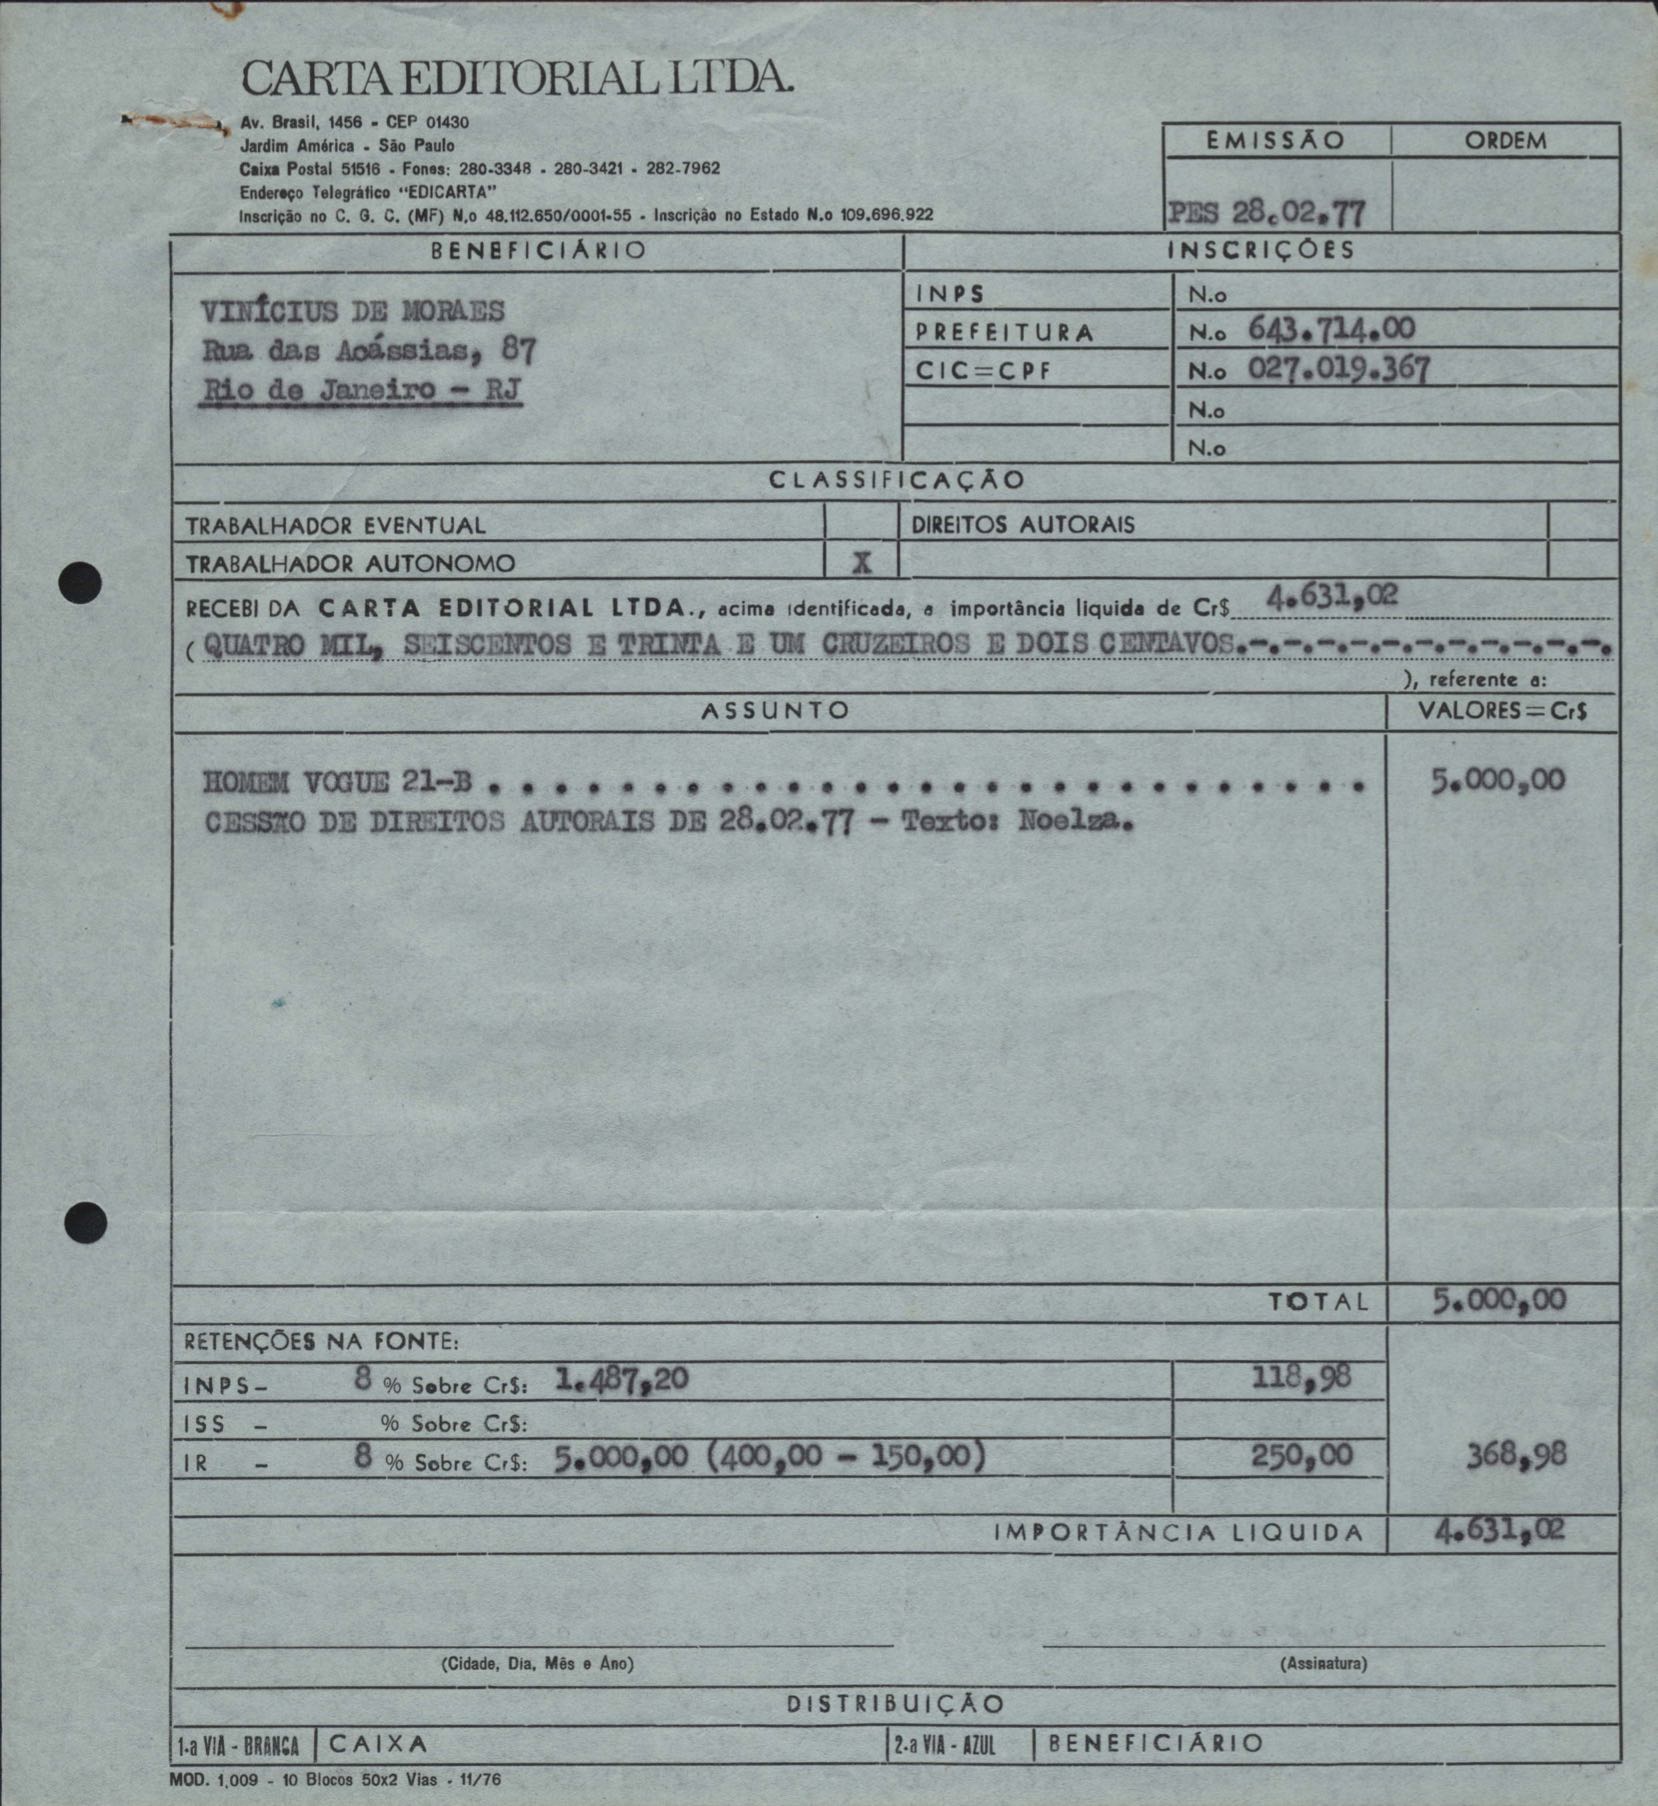 CARTA EDITORIAL LTDA.
Av. Brasil, 1456 - CEP 01430
Jardim América - São Paulo
Caixa Postal 51516 - Fones: 280-3348 - 280-3421 - 282-7962
Endereço Telegráfico "EDICARTA"
Inscrição no C. G. C. (MF) N.o 48.112.650/0001-55 - Inscrição no Estado N.o 109.696.922
EMISSÃO ORDEM
PES 28.02.77
BENEFICIÁRIO INSCRIÇÕES
VINÍCIUS DE MORAES
Rua das Acássias, 87
Rio de Janeiro - RJ
INPS N.o
PREFEITURA N.o 643.714.00
CIC=CPF N.o 027.019.367
N.o
N.o
CLASSIFICAÇÃO
TRABALHADOR EVENTUAL DIREITOS AUTORAIS
TRABALHADOR AUTONOMO X
RECEBI DA CARTA EDITORIAL LTDA., acima identificada, a importância liquida de Cr$ 4.631,02
( QUATRO MIL, SEISCENTOS E TRINTA E UM CRUZEIROS E DOIS CENTAVOS.-.-.-.-.-.-.-.-.-.-.-.
), referente a:
ASSUNTO VALORES=Cr$
HOMEM VOGUE 21-B . . . . . . . . . . . . . . . . . . . . . . . . . . 5.000,00
CESSÃO DE DIREITOS AUTORAIS DE 28.02.77 - Texto: Noelza.
TOTAL 5.000,00
RETENÇÕES NA FONTE:
INPS- 8 % Sobre Cr$: 1.487,20 118,98
ISS - % Sobre Cr$:
IR - 8 % Sobre Cr$: 5.000,00 (400,00 - 150,00) 250,00 368,98
IMPORTÂNCIA LIQUIDA 4.631,02
(Cidade, Dia, Mês e Ano) (Assinatura)
DISTRIBUIÇÃO
1.a VIA - BRANCA CAIXA 2.a VIA - AZUL BENEFICIÁRIO
MOD. 1,009 - 10 Blocos 50x2 Vias - 11/76